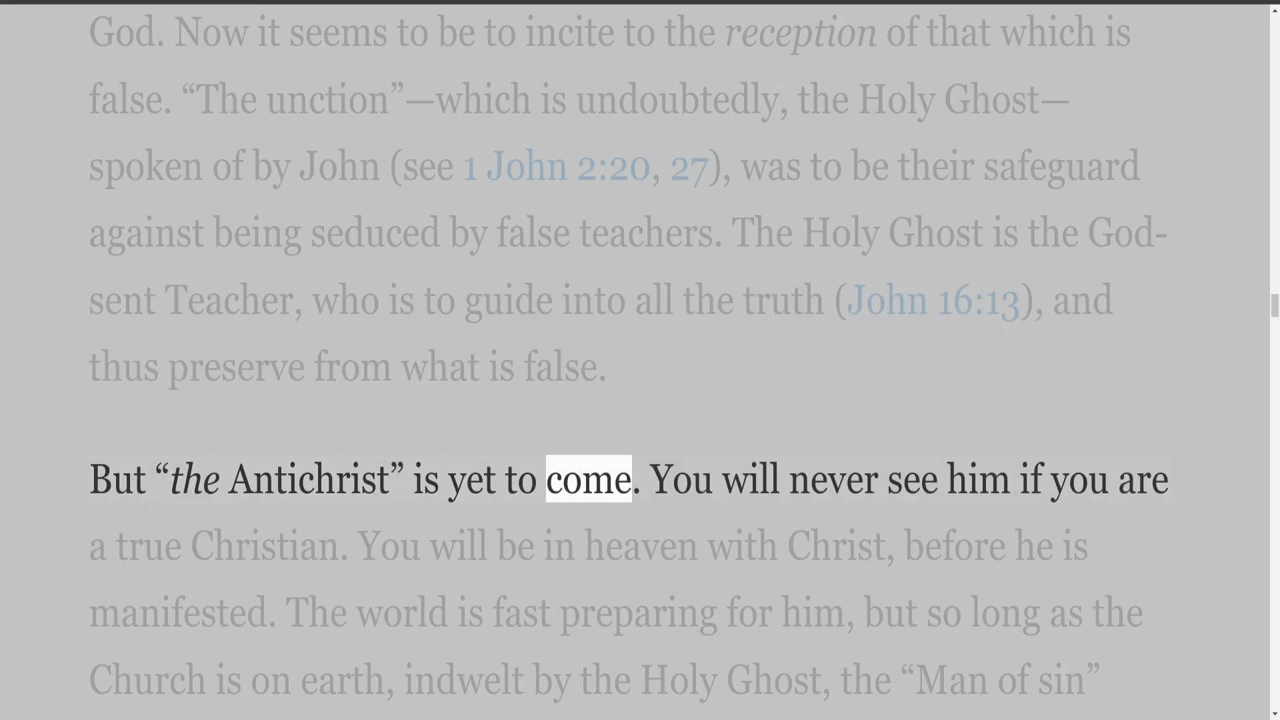 God. Now it seems to be to incite to the reception of that which is
false. “The unction”—which is undoubtedly, the Holy Ghost—
spoken of by John (see 1 John 2:20, 27), was to be their safeguard
against being seduced by false teachers. The Holy Ghost is the God-
sent Teacher, who is to guide into all the truth (John 16:13), and
thus preserve from what is false.
But “the Antichrist” is yet to come. You will never see him if you are
a true Christian. You will be in heaven with Christ, before he is
manifested. The world is fast preparing for him, but so long as the
Church is on earth, indwelt by the Holy Ghost, the “Man of sin”